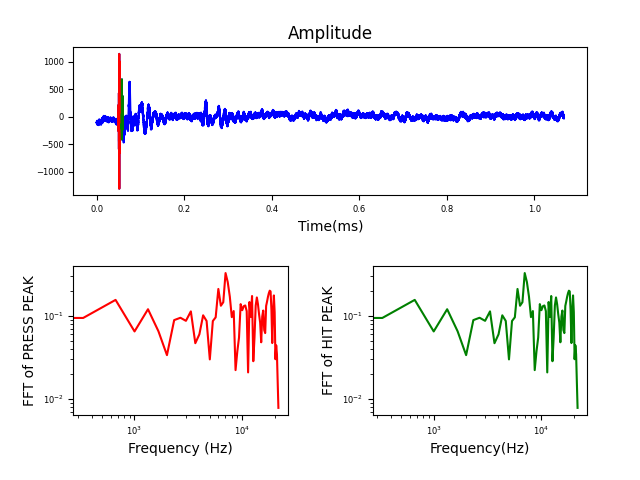 Amplitude
1000
500
0
−500
−1000
0.0 0.2 0.4 0.6 0.8 1.0
Time(ms)
FFT of PRESS PEAK
10⁻¹
10⁻²
10³ 10⁴
Frequency (Hz)
FFT of HIT PEAK
10⁻¹
10⁻²
10³ 10⁴
Frequency(Hz)